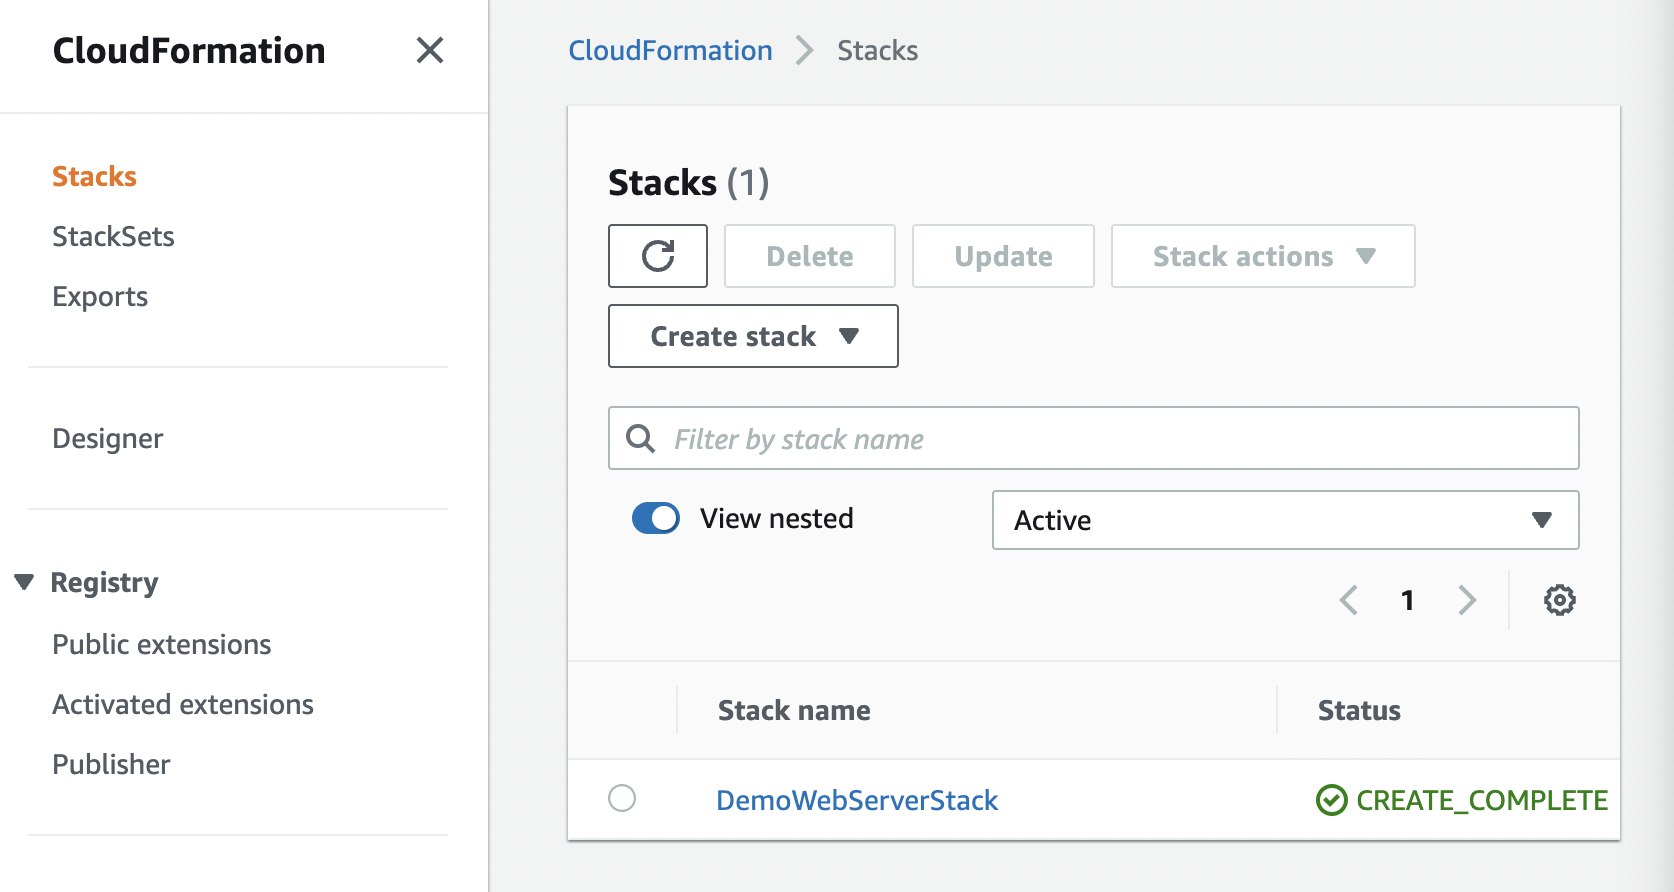 CloudFormation
Stacks
StackSets
Exports
Designer
Registry
Public extensions
Activated extensions
Publisher
CloudFormation > Stacks
Stacks (1)
Delete Update Stack actions
Create stack
Filter by stack name
View nested Active
1
Stack name Status
DemoWebServerStack CREATE_COMPLETE